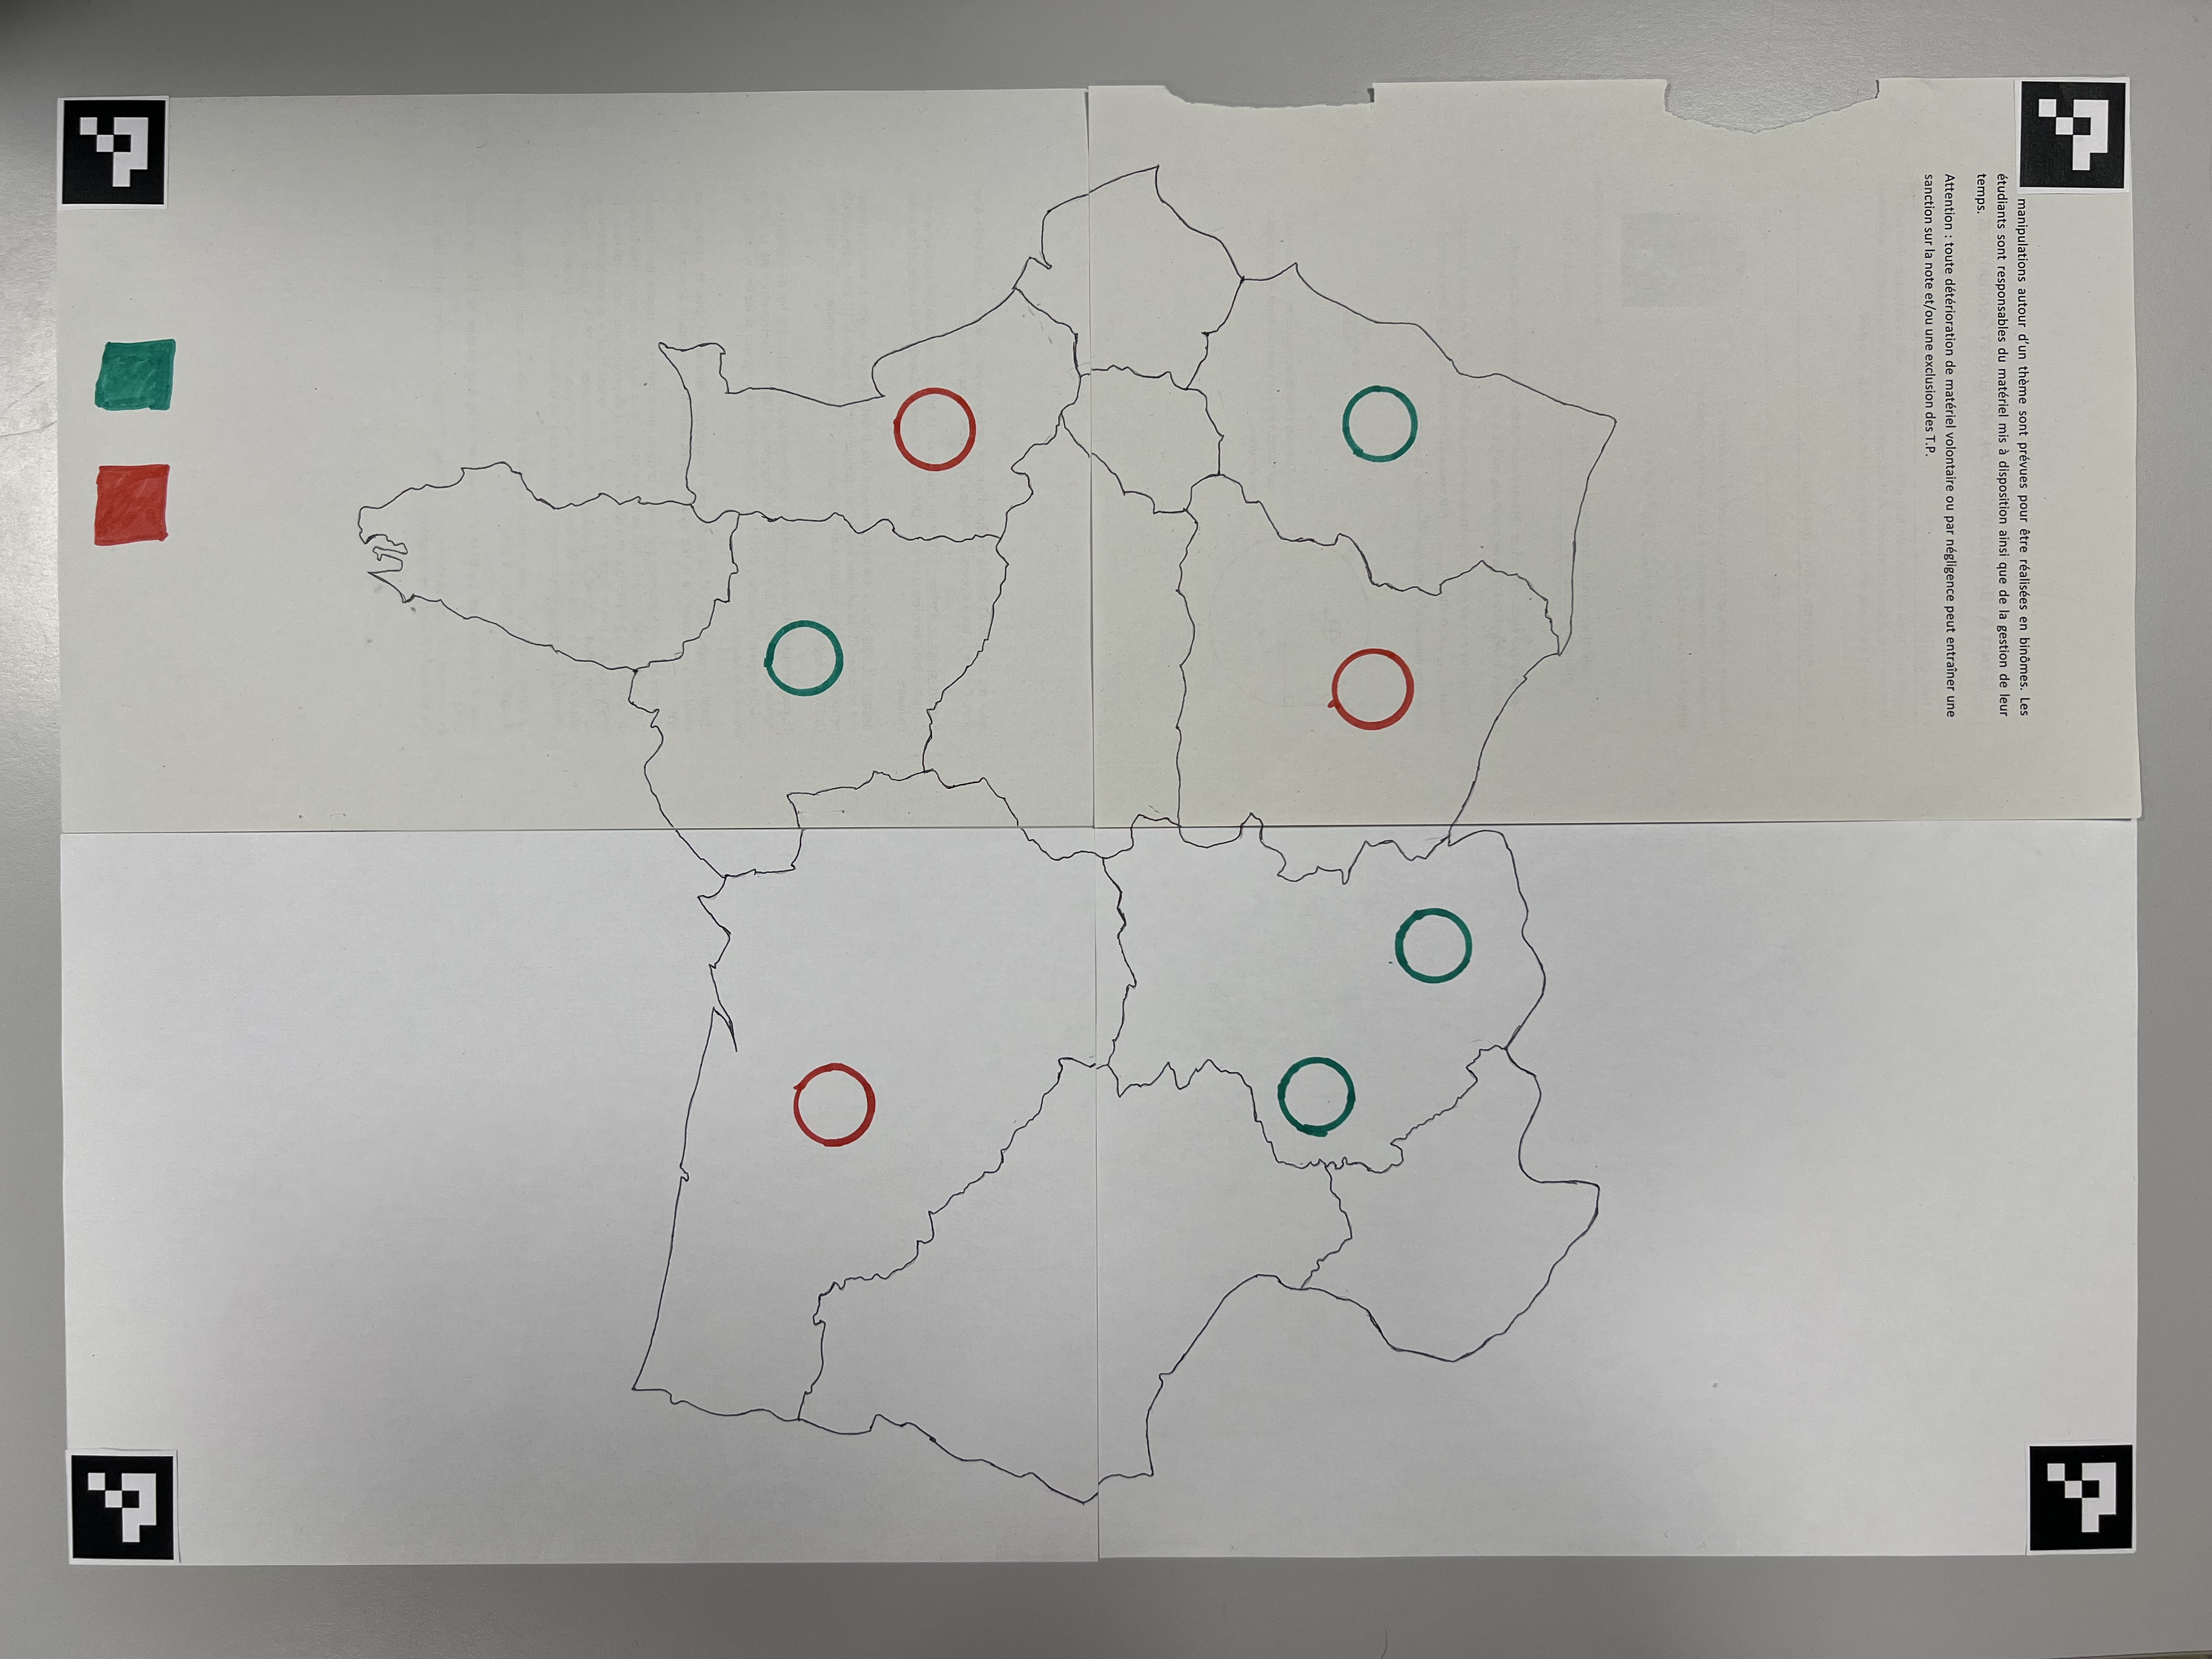 manipulations autour d'un thème sont prévues pour être réalisées en binômes. Les
étudiants sont responsables du matériel mis à disposition ainsi que de la gestion de leur
temps.
Attention : toute détérioration de matériel volontaire ou par négligence peut entraîner une
sanction sur la note et/ou une exclusion des T.P.